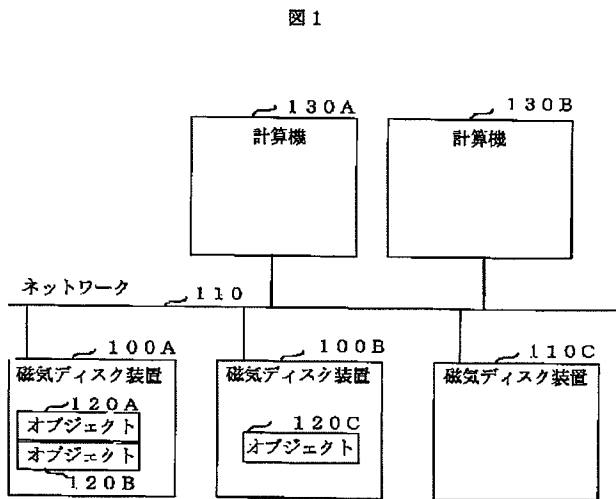 図1
130A
130B
計算機
計算機
ネットワーク
110
100A
100B
110C
磁気ディスク装置
磁気ディスク装置
磁気ディスク装置
120A
オブジェクト
オブジェクト
120B
120C
オブジェクト